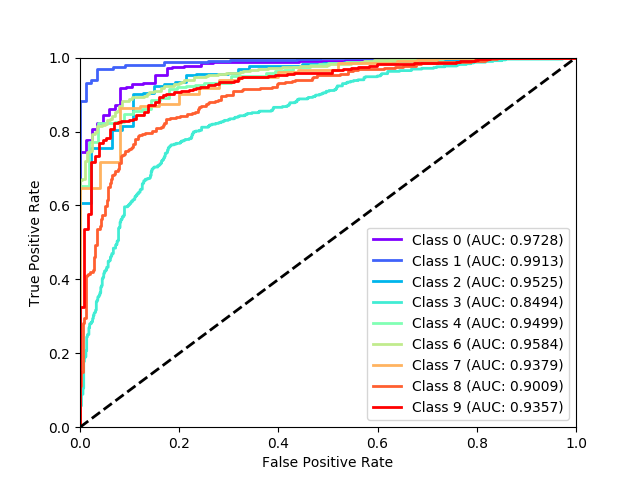 1.0
0.8
0.6
0.4
0.2
0.0
True Positive Rate
0.0 0.2 0.4 0.6 0.8 1.0
False Positive Rate
Class 0 (AUC: 0.9728)
Class 1 (AUC: 0.9913)
Class 2 (AUC: 0.9525)
Class 3 (AUC: 0.8494)
Class 4 (AUC: 0.9499)
Class 6 (AUC: 0.9584)
Class 7 (AUC: 0.9379)
Class 8 (AUC: 0.9009)
Class 9 (AUC: 0.9357)